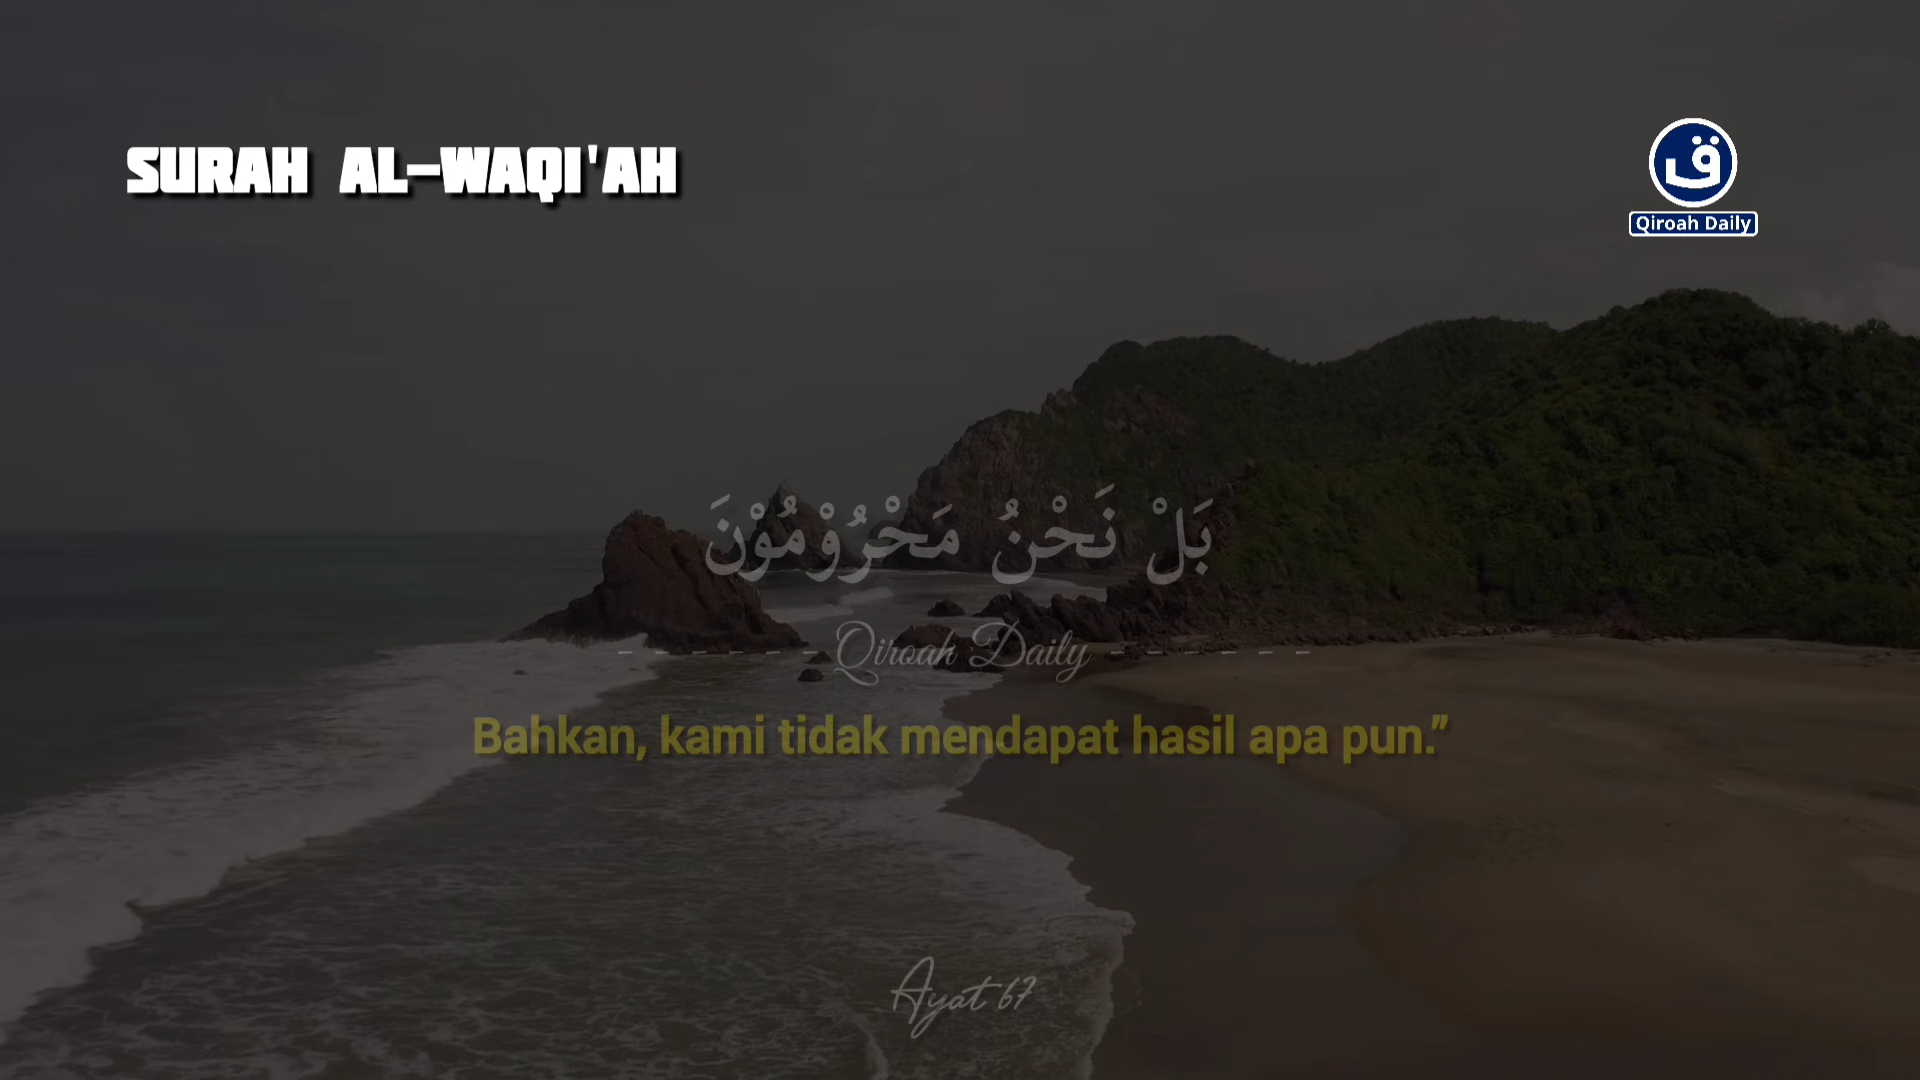 SURAH AL-WAQI'AH
ق
Qiroah Daily
بَلْ نَحْنُ مَحْرُوْمُوْنَ
Qiroah Daily
Bahkan, kami tidak mendapat hasil apa pun.”
Ayat 67